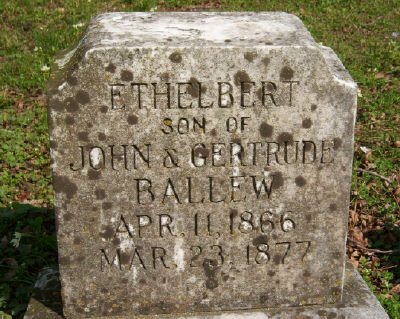 ETHELBERT
SON OF
JOHN & GERTRUDE
BALLEW
APR. 11, 1866
MAR. 23, 1877